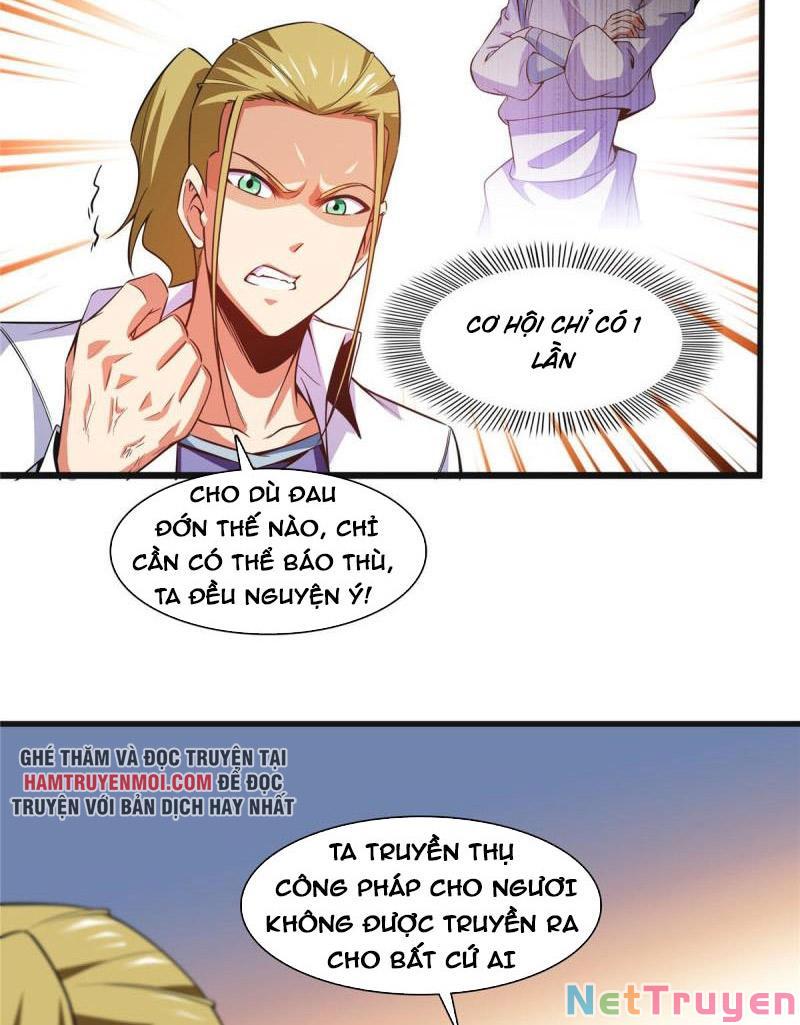 CƠ HỘI CHỈ CÓ 1
LẦN
CHO DÙ ĐAU
ĐỚN THẾ NÀO, CHỈ
CẦN CÓ THỂ BÁO THÙ,
TA ĐỀU NGUYỆN Ý!
GHÉ THĂM VÀ ĐỌC TRUYỆN TẠI
HAMTRUYENMOI.COM ĐỂ ĐỌC
TRUYỆN VỚI BẢN DỊCH HAY NHẤT
TA TRUYỀN THỤ
CÔNG PHÁP CHO NGƯƠI
KHÔNG ĐƯỢC TRUYỀN RA
CHO BẤT CỨ AI
NetTruyen